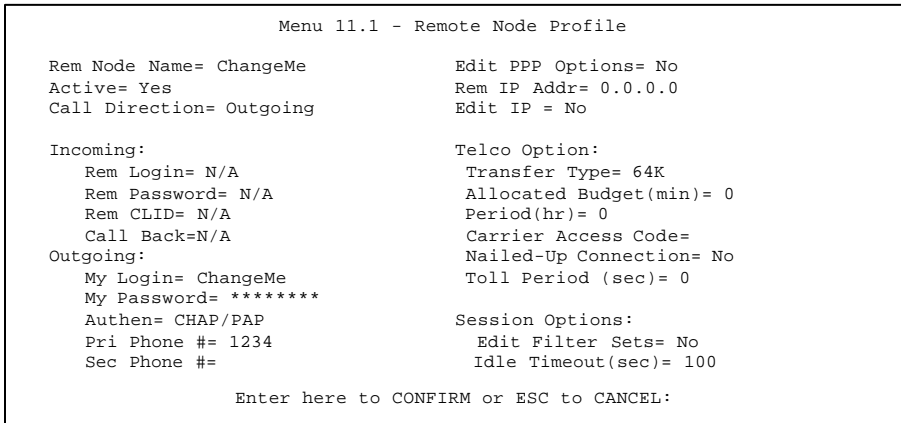 Menu 11.1 - Remote Node Profile
Rem Node Name= ChangeMe Edit PPP Options= No
Active= Yes Rem IP Addr= 0.0.0.0
Call Direction= Outgoing Edit IP = No
Incoming: Telco Option:
Rem Login= N/A Transfer Type= 64K
Rem Password= N/A Allocated Budget(min)= 0
Rem CLID= N/A Period(hr)= 0
Call Back=N/A Carrier Access Code=
Outgoing: Nailed-Up Connection= No
My Login= ChangeMe Toll Period (sec)= 0
My Password= ********
Authen= CHAP/PAP Session Options:
Pri Phone #= 1234 Edit Filter Sets= No
Sec Phone #= Idle Timeout(sec)= 100
Enter here to CONFIRM or ESC to CANCEL: